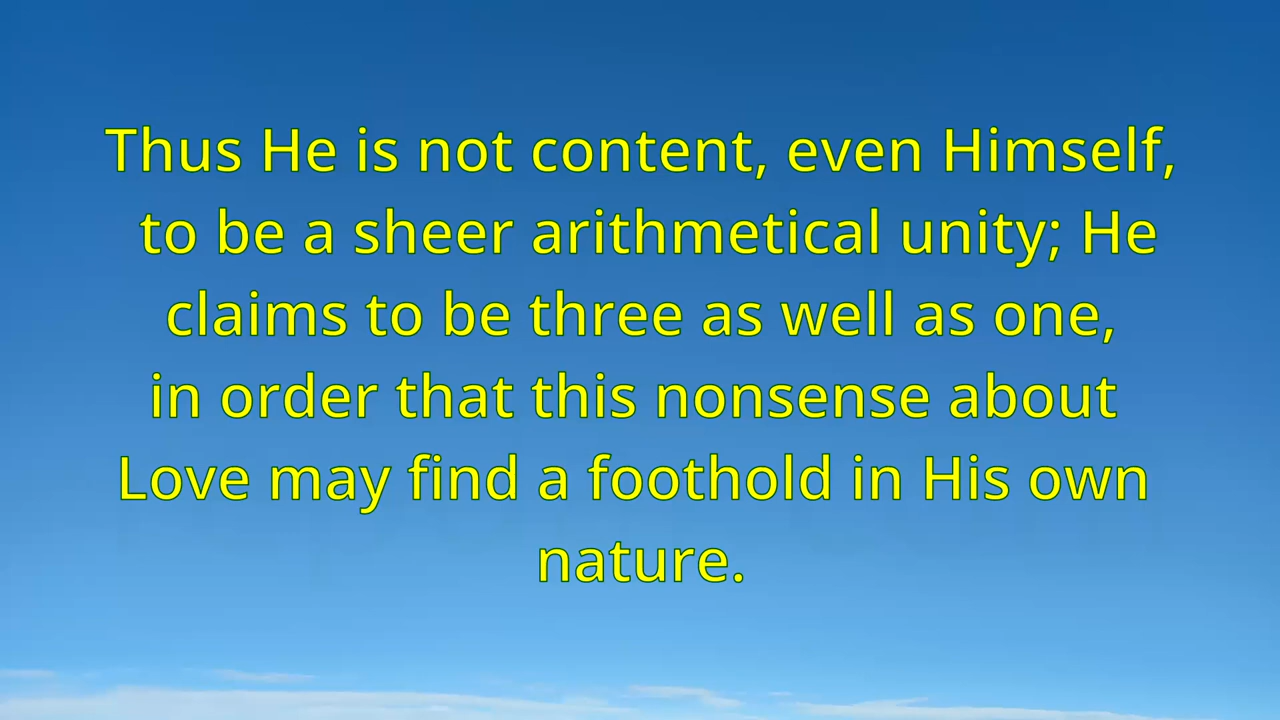 Thus He is not content, even Himself,
to be a sheer arithmetical unity; He
claims to be three as well as one,
in order that this nonsense about
Love may find a foothold in His own
nature.